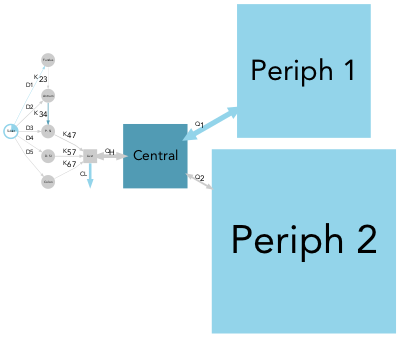 Periph 1
K23
D1
D2
K34
Q1
D3
D4
K47
D5
K57
QH
Central
K67
CL
Q2
Periph 2